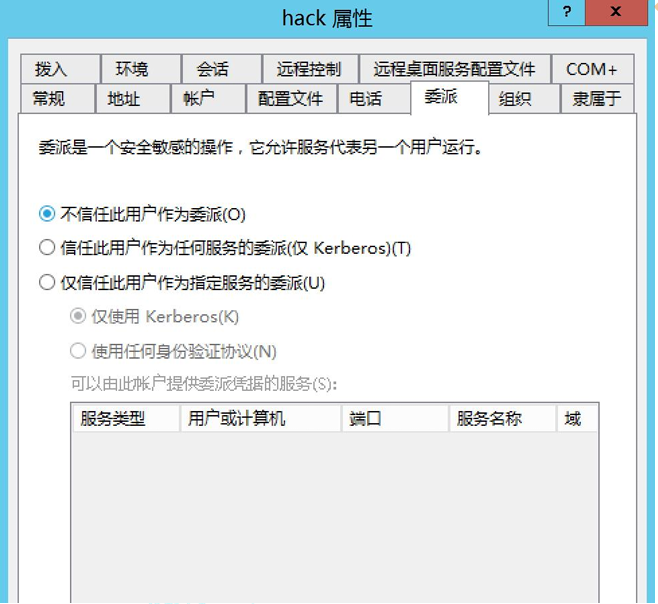 hack 属性
?
x
拨入 环境 会话 远程控制 远程桌面服务配置文件 COM+
常规 地址 帐户 配置文件 电话 委派 组织 隶属于
委派是一个安全敏感的操作，它允许服务代表另一个用户运行。
不信任此用户作为委派(O)
信任此用户作为任何服务的委派(仅 Kerberos)(T)
仅信任此用户作为指定服务的委派(U)
仅使用 Kerberos(K)
使用任何身份验证协议(N)
可以由此帐户提供委派凭据的服务(S):
服务类型 用户或计算机 端口 服务名称 域